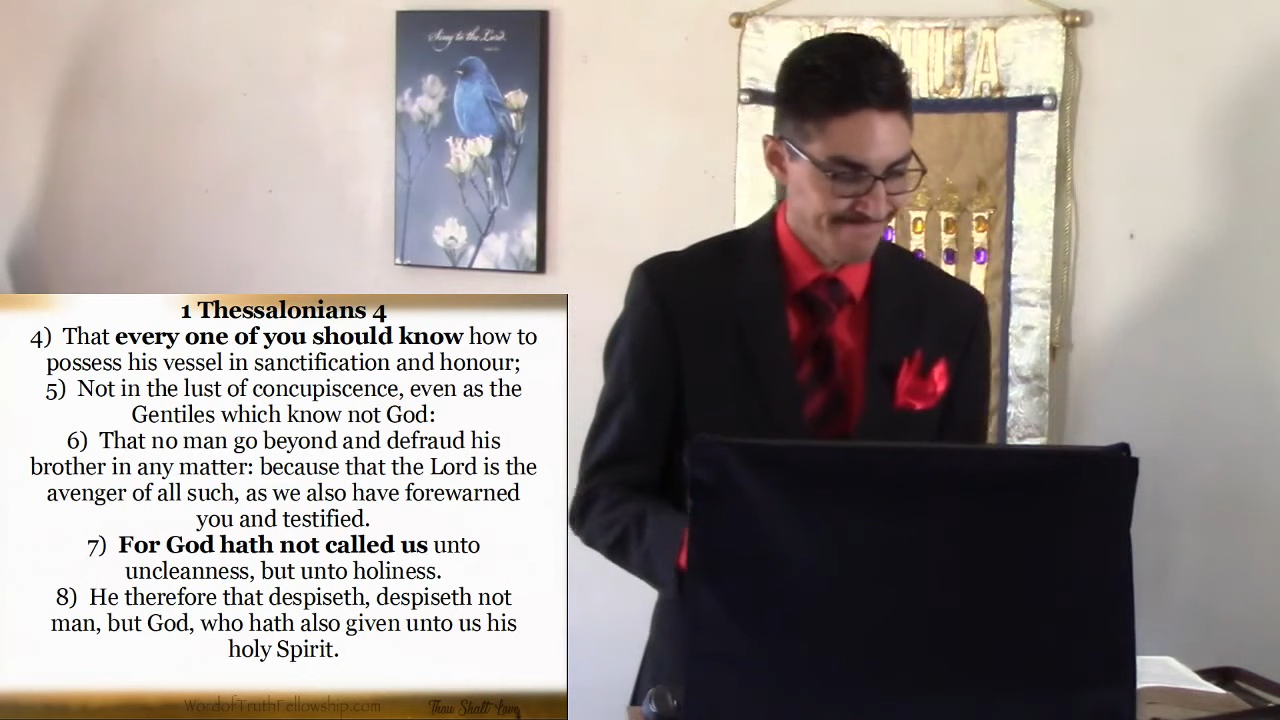 Sing to the Lord
YESHUA
1 Thessalonians 4
4) That every one of you should know how to
possess his vessel in sanctification and honour;
5) Not in the lust of concupiscence, even as the
Gentiles which know not God:
6) That no man go beyond and defraud his
brother in any matter: because that the Lord is the
avenger of all such, as we also have forewarned
you and testified.
7) For God hath not called us unto
uncleanness, but unto holiness.
8) He therefore that despiseth, despiseth not
man, but God, who hath also given unto us his
holy Spirit.
WordofTruthFellowship.com
Thou Shalt Love